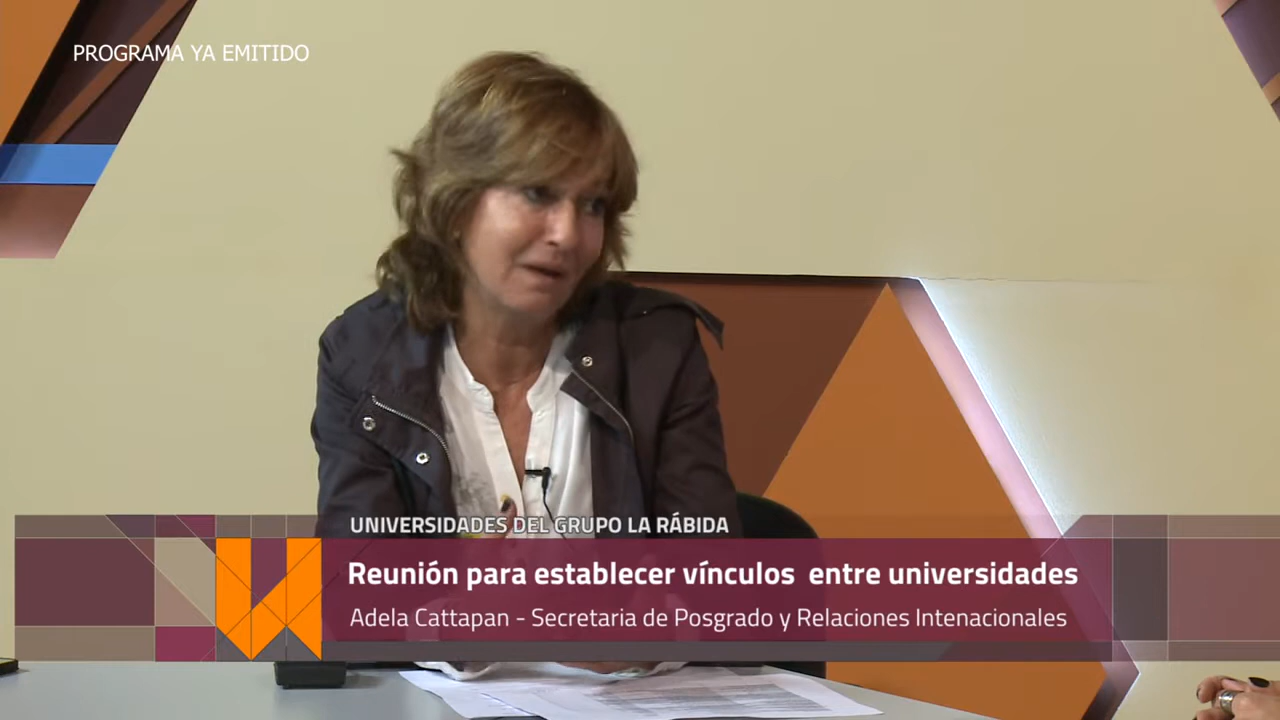 PROGRAMA YA EMITIDO
UNIVERSIDADES DEL GRUPO LA RÁBIDA
Reunión para establecer vínculos entre universidades
Adela Cattapan - Secretaria de Posgrado y Relaciones Intenacionales